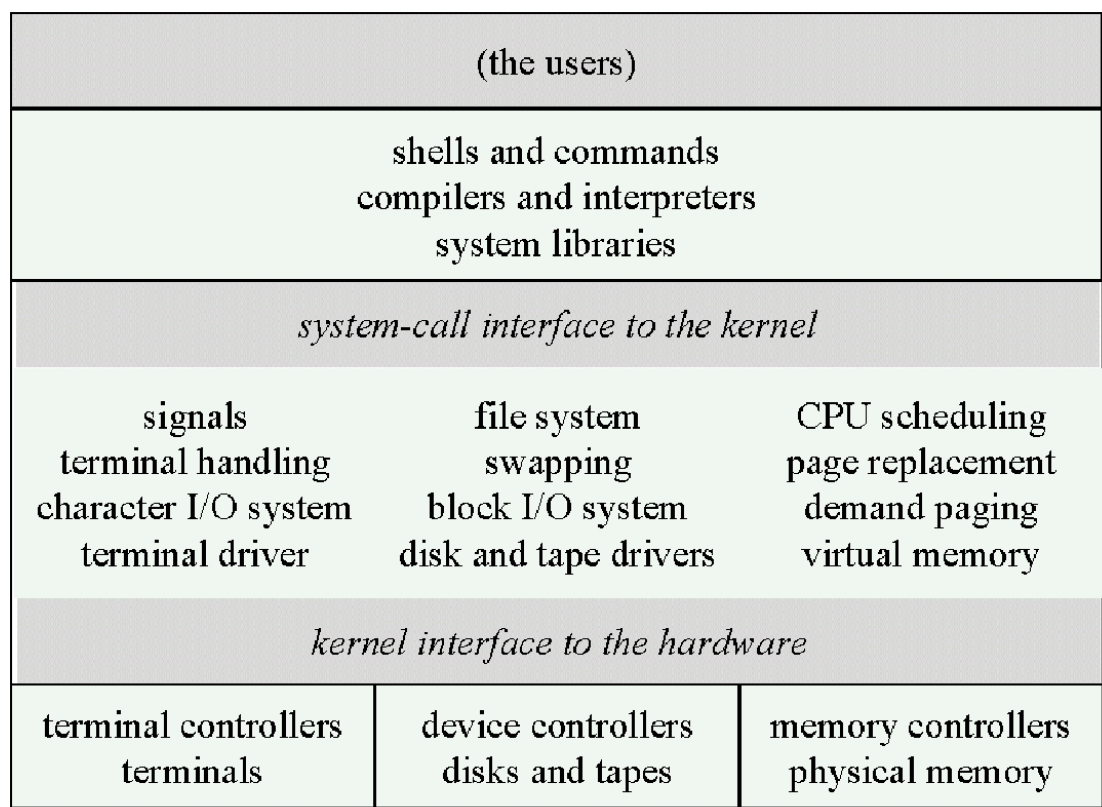 (the users)
shells and commands
compilers and interpreters
system libraries
system-call interface to the kernel
signals
terminal handling
character I/O system
terminal driver
file system
swapping
block I/O system
disk and tape drivers
CPU scheduling
page replacement
demand paging
virtual memory
kernel interface to the hardware
terminal controllers
terminals
device controllers
disks and tapes
memory controllers
physical memory